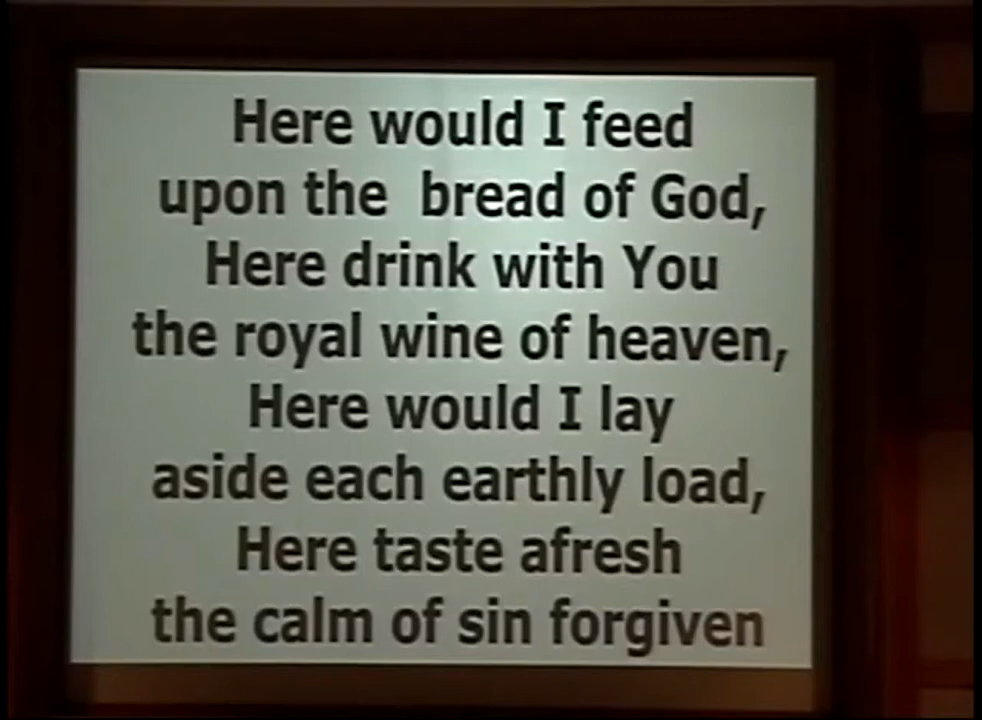 Here would I feed
upon the bread of God,
Here drink with You
the royal wine of heaven,
Here would I lay
aside each earthly load,
Here taste afresh
the calm of sin forgiven